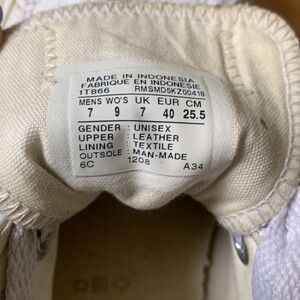 MADE IN INDONESIA
FABRIQUE EN INDONESIE
1T866 RMSMD5KZ00418
MENS WO'S UK EUR CM
7 9 7 40 25.5
GENDER : UNISEX
UPPER : LEATHER
LINING : TEXTILE
OUTSOLE : MAN-MADE
6C 1208 A34